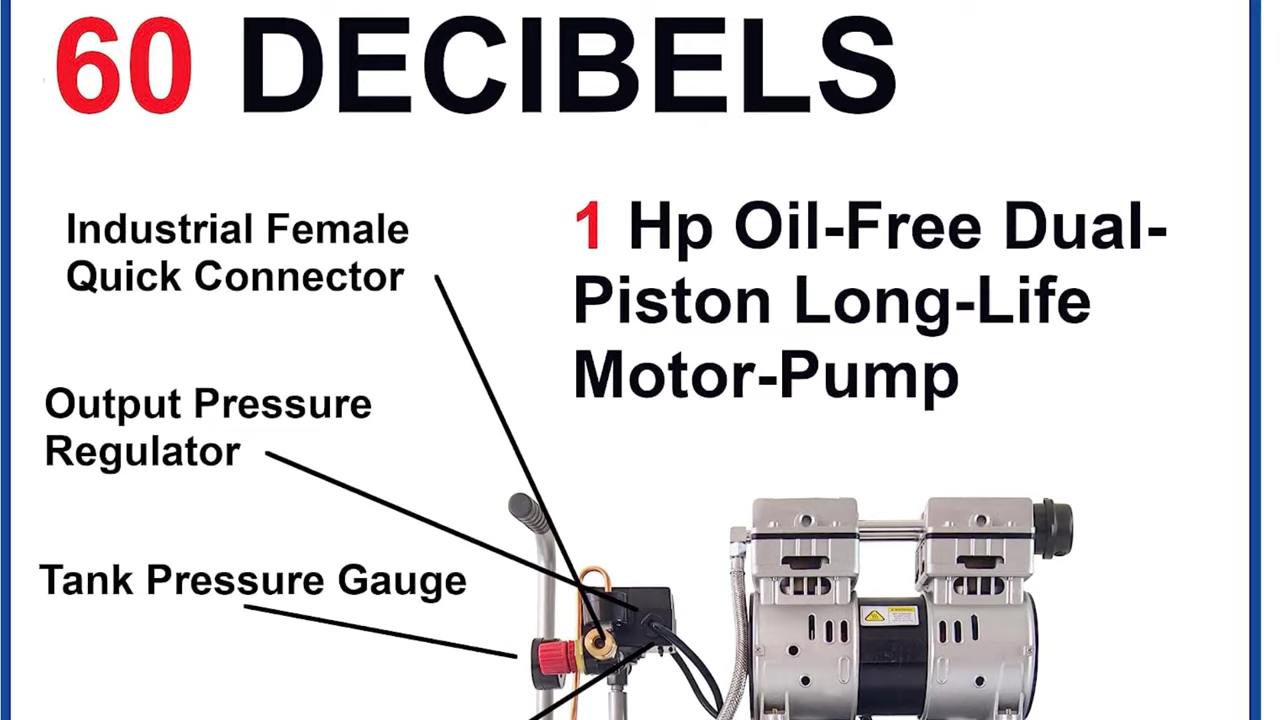 60 DECIBELS
Industrial Female
Quick Connector
1 Hp Oil-Free Dual-
Piston Long-Life
Motor-Pump
Output Pressure
Regulator
Tank Pressure Gauge